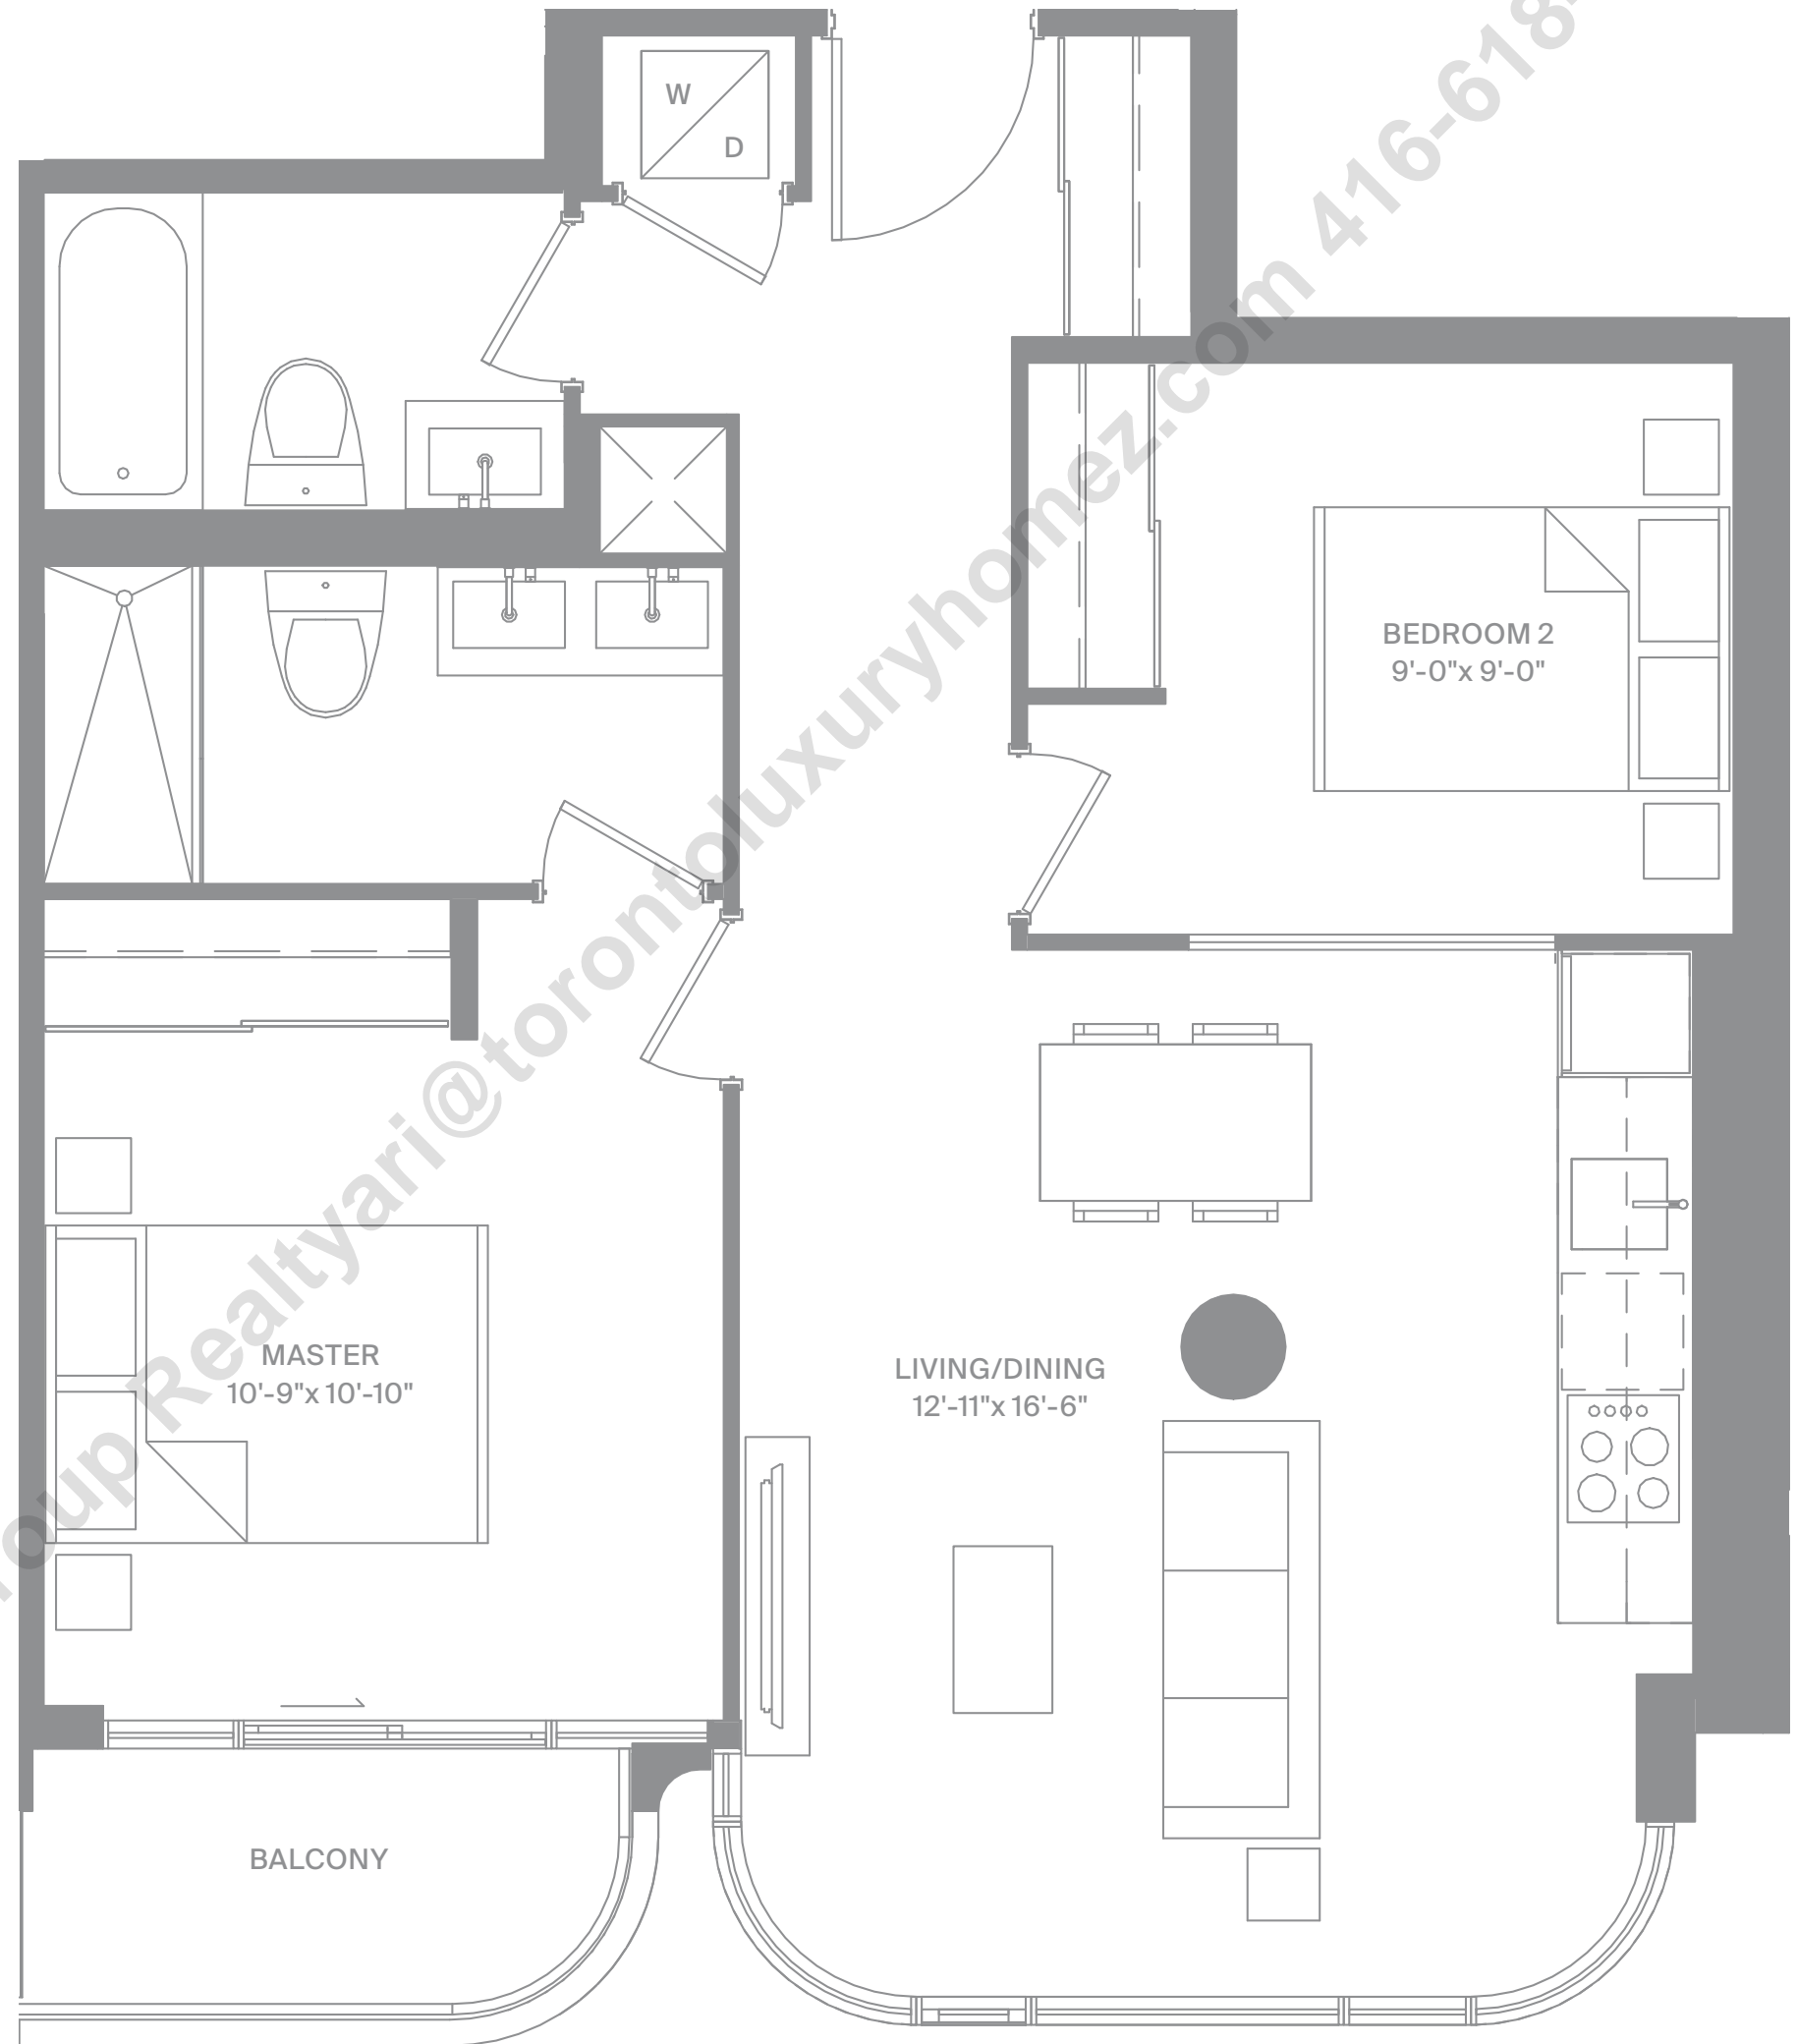 W
D
BEDROOM 2
9'-0"x 9'-0"
MASTER
10'-9"x 10'-10"
LIVING/DINING
12'-11"x 16'-6"
BALCONY
Realtyari@torontoluxuryhomez.com 416-618-